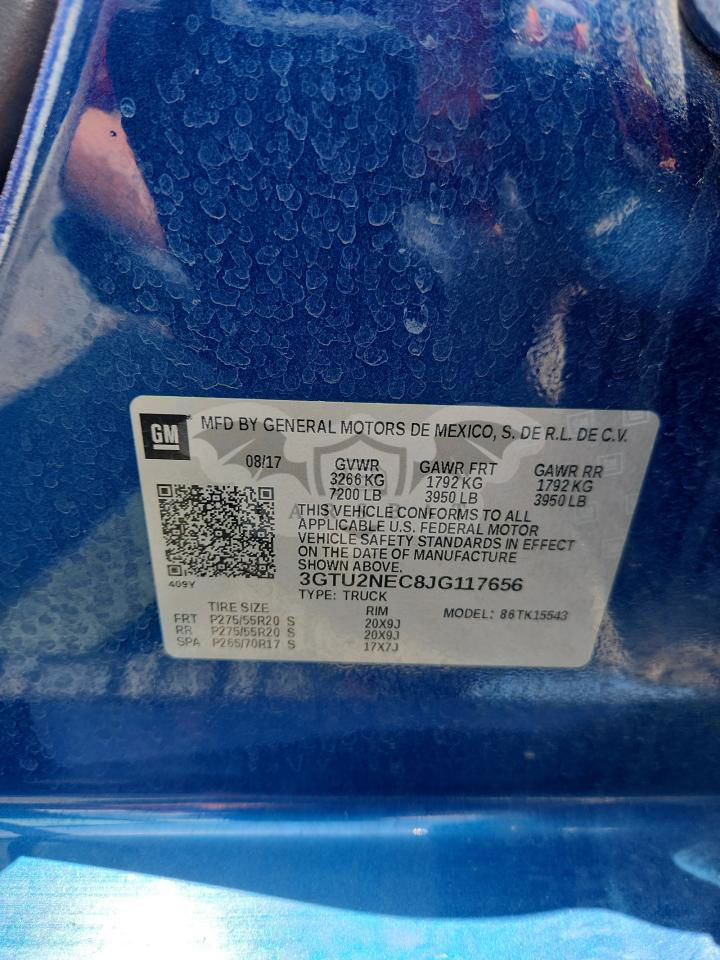 GM
MFD BY GENERAL MOTORS DE MEXICO, S. DE R.L. DE C.V.
08/17 GVWR GAWR FRT GAWR RR
3266 KG 1792 KG 1792 KG
7200 LB 3950 LB 3950 LB
THIS VEHICLE CONFORMS TO ALL
APPLICABLE U.S. FEDERAL MOTOR
VEHICLE SAFETY STANDARDS IN EFFECT
ON THE DATE OF MANUFACTURE
SHOWN ABOVE.
409Y
3GTU2NEC8JG117656
TYPE: TRUCK
TIRE SIZE RIM MODEL: 86TK15543
FRT P275/55R20 S 20X9J
RR P275/55R20 S 20X9J
SPA P265/70R17 S 17X7J